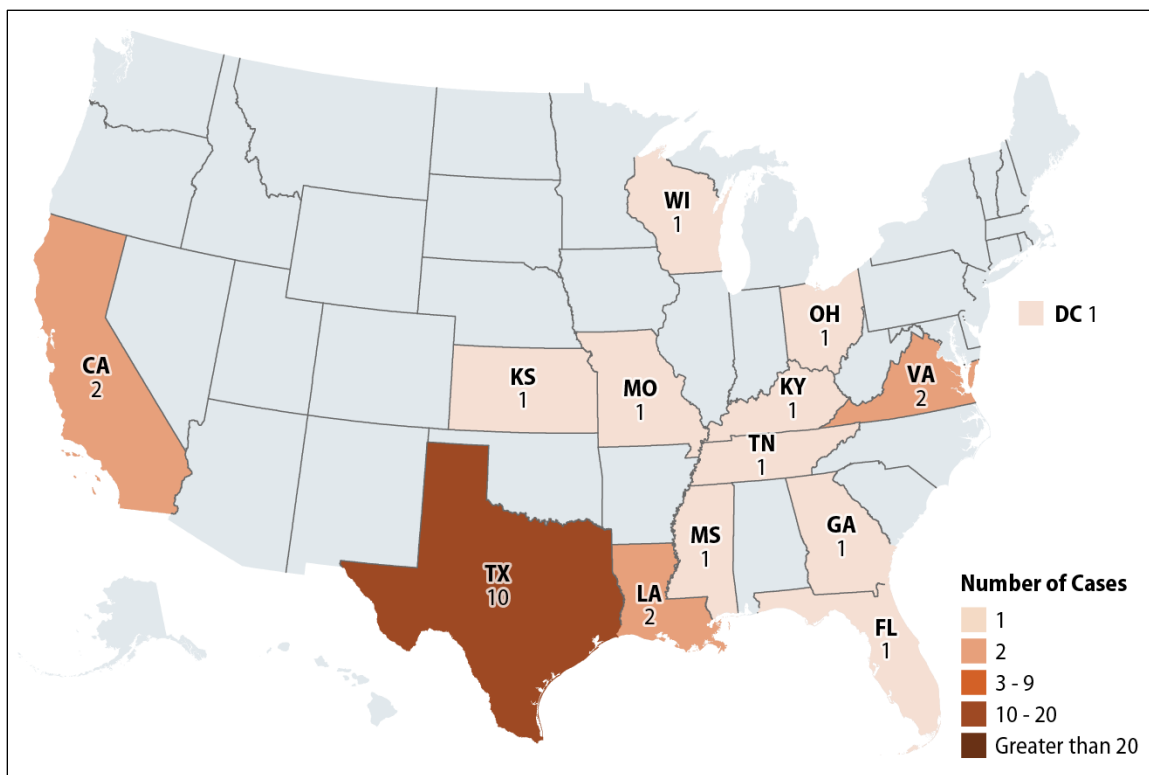 WI
1
OH
1
DC 1
CA
2
KS
1
MO
1
KY
1
VA
2
TN
1
MS
1
GA
1
TX
10
LA
2
FL
1
Number of Cases
1
2
3 - 9
10 - 20
Greater than 20